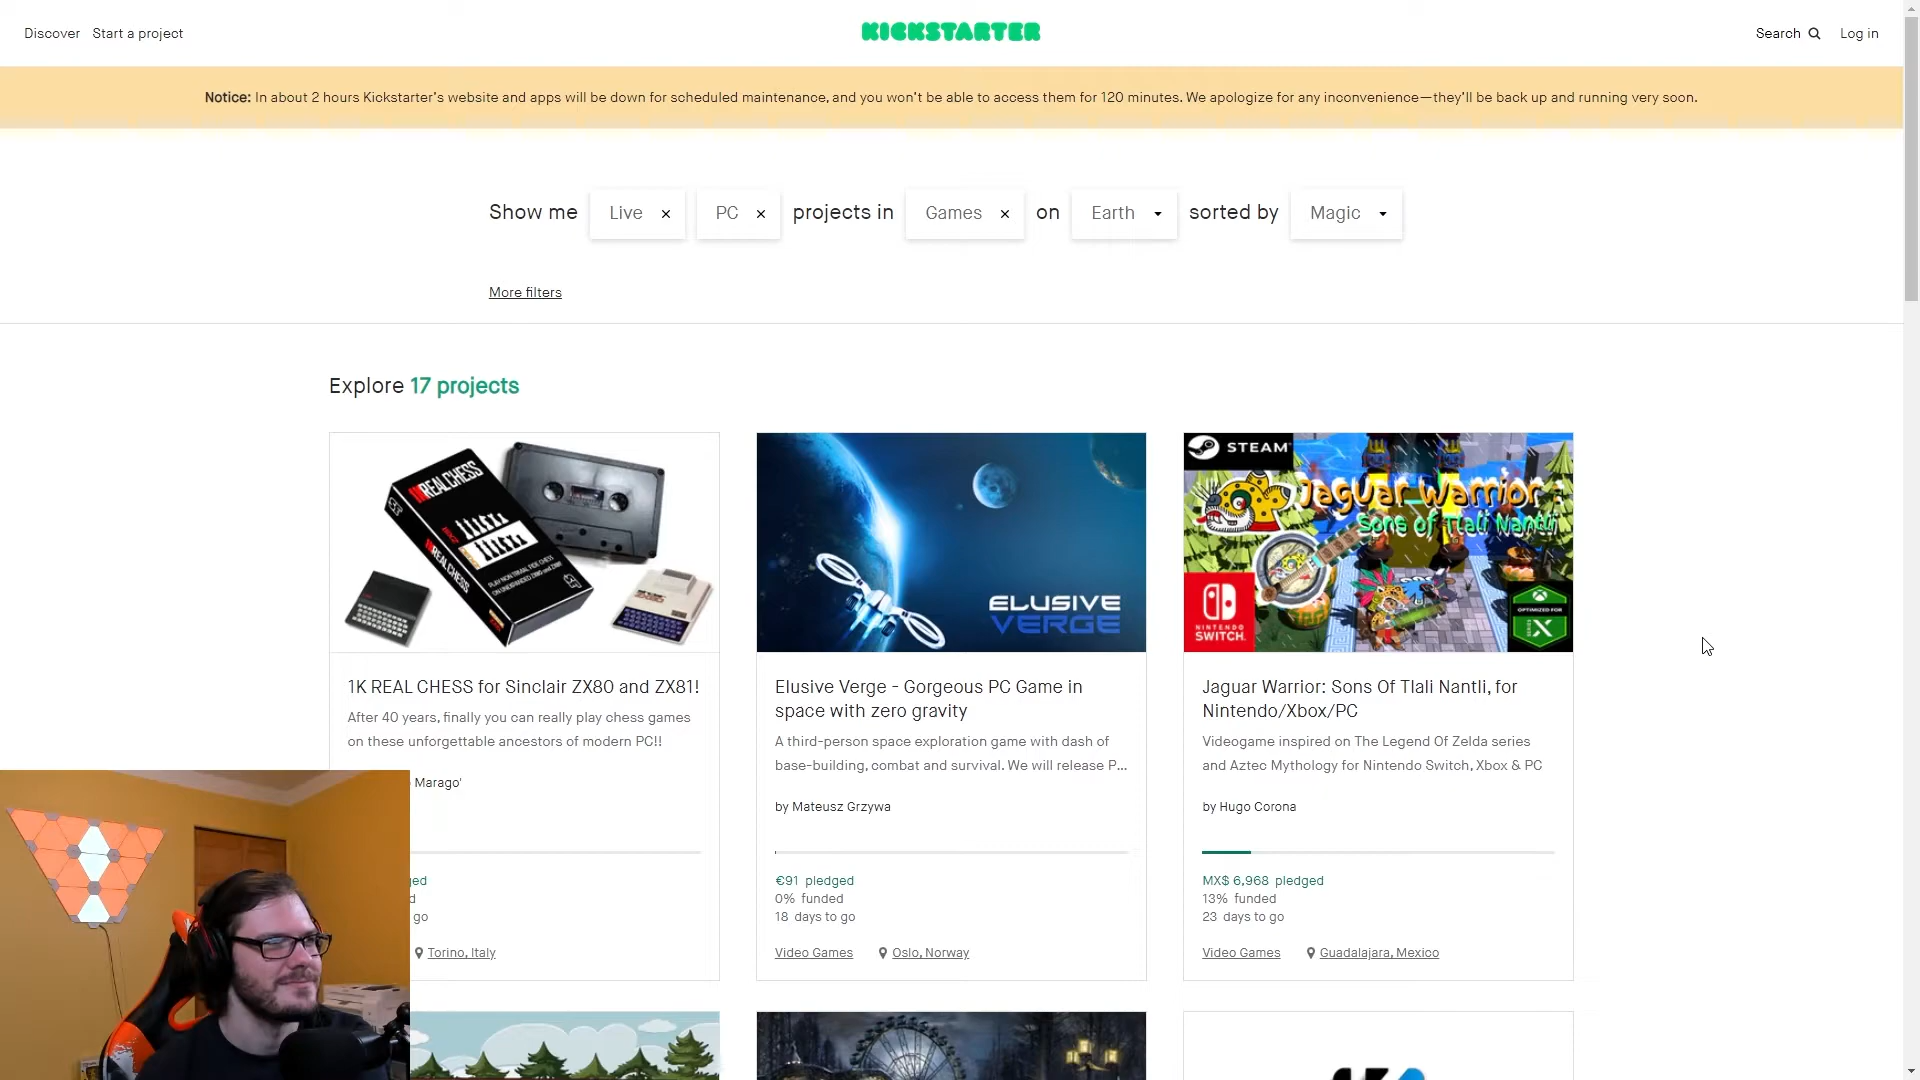 Discover Start a project KICKSTARTER Search Log in
Notice: In about 2 hours Kickstarter's website and apps will be down for scheduled maintenance, and you won't be able to access them for 120 minutes. We apologize for any inconvenience—they'll be back up and running very soon.
Show me Live × PC × projects in Games × on Earth sorted by Magic
More filters
Explore 17 projects
1K REAL CHESS for Sinclair ZX80 and ZX81!
After 40 years, finally you can really play chess games
on these unforgettable ancestors of modern PC!!
Marago'
go
Torino, Italy
ELUSIVE
VERGE
Elusive Verge - Gorgeous PC Game in
space with zero gravity
A third-person space exploration game with dash of
base-building, combat and survival. We will release P...
by Mateusz Grzywa
€91 pledged
0% funded
18 days to go
Video Games Oslo, Norway
STEAM
Jaguar Warrior:
Sons of Tlali Nantli
NINTENDO
SWITCH
OPTIMIZED FOR
SERIES X
Jaguar Warrior: Sons Of Tlali Nantli, for
Nintendo/Xbox/PC
Videogame inspired on The Legend Of Zelda series
and Aztec Mythology for Nintendo Switch, Xbox & PC
by Hugo Corona
MX$ 6,968 pledged
13% funded
23 days to go
Video Games Guadalajara, Mexico